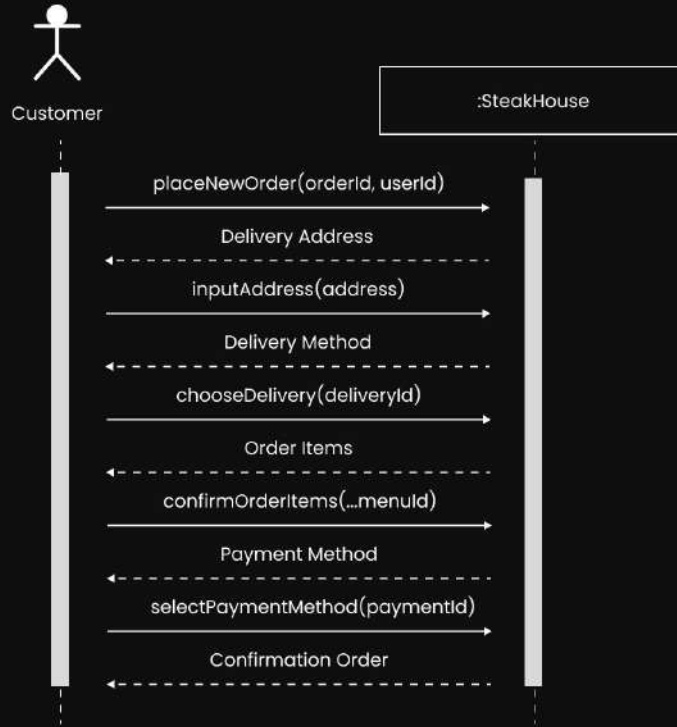 Customer
:SteakHouse
placeNewOrder(orderId, userId)
Delivery Address
inputAddress(address)
Delivery Method
chooseDelivery(deliveryId)
Order Items
confirmOrderItems(...menuId)
Payment Method
selectPaymentMethod(paymentId)
Confirmation Order